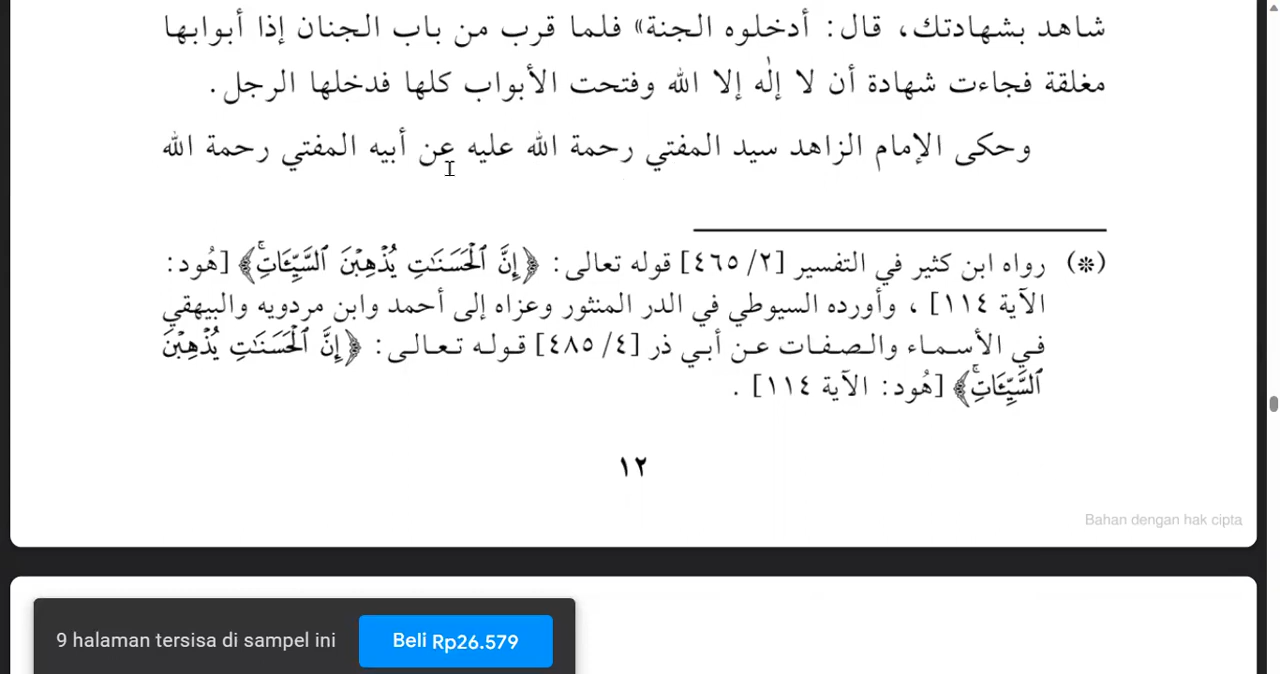 شاهد بشهادتك، قال: أدخلوه الجنة» فلما قرب من باب الجنان إذا أبوابها
مغلقة فجاءت شهادة أن لا إلٰه إلا الله وفتحت الأبواب كلها فدخلها الرجل.
وحكى الإمام الزاهد سيد المفتي رحمة الله عليه عن أبيه المفتي رحمة الله
(※) رواه ابن كثير في التفسير [٢/ ٤٦٥] قوله تعالى: ﴿إِنَّ ٱلْحَسَنَٰتِ يُذْهِبْنَ ٱلسَّيِّـَٔاتِۚ﴾ [هُود:
الآية ١١٤] ، وأورده السيوطي في الدر المنثور وعزاه إلى أحمد وابن مردويه والبيهقي
في الأسماء والصفات عن أبي ذر [٤/ ٤٨٥] قوله تعالى: ﴿إِنَّ ٱلْحَسَنَٰتِ يُذْهِبْنَ
ٱلسَّيِّـَٔاتِۚ﴾ [هُود: الآية ١١٤] .
١٢
Bahan dengan hak cipta
9 halaman tersisa di sampel ini
Beli Rp26.579